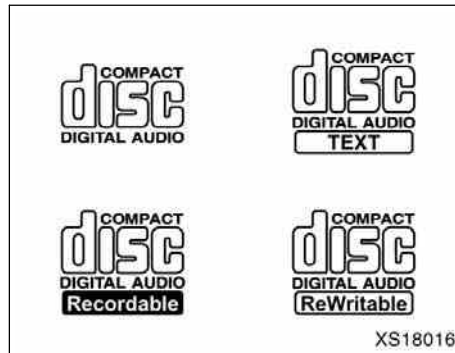 COMPACT
disc
DIGITAL AUDIO
COMPACT
disc
DIGITAL AUDIO
TEXT
COMPACT
disc
DIGITAL AUDIO
Recordable
COMPACT
disc
DIGITAL AUDIO
ReWritable
XS18016